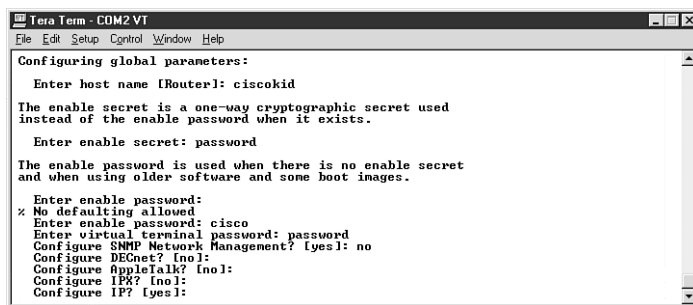 Tera Term - COM2 VT
File Edit Setup Control Window Help
Configuring global parameters:
Enter host name [Router]: ciscokid
The enable secret is a one-way cryptographic secret used
instead of the enable password when it exists.
Enter enable secret: password
The enable password is used when there is no enable secret
and when using older software and some boot images.
Enter enable password:
% No defaulting allowed
Enter enable password: cisco
Enter virtual terminal password: password
Configure SNMP Network Management? [yes]: no
Configure DECnet? [no]:
Configure AppleTalk? [no]:
Configure IPX? [no]:
Configure IP? [yes]: